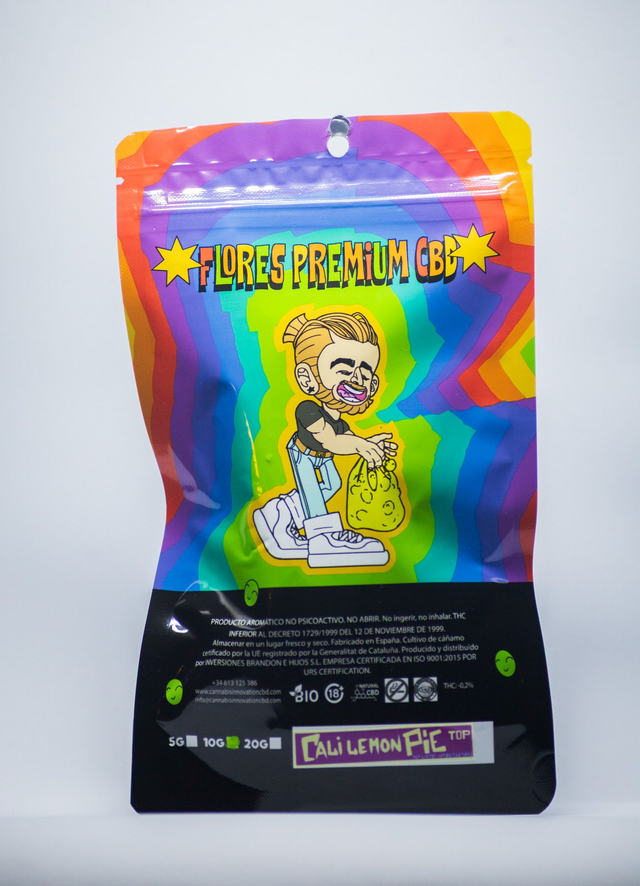 FLORES PREMIUM CBD
PRODUCTO AROMÁTICO NO PSICOACTIVO. NO ABRIR. No ingerir, no inhalar. THC
INFERIOR AL DECRETO 1729/1999 DEL 12 DE NOVIEMBRE DE 1999.
Almacenar en un lugar fresco y seco. Fabricado en España. Cultivo de cáñamo
certificado por la UE registrado por la Generalitat de Cataluña. Producido y distribuido
por INVERSIONES BRANDON E HIJOS S.L. EMPRESA CERTIFICADA EN ISO 9001:2015 POR
URS CERTIFICATION.
+34 613 125 386
www.cannabisinnovationcbd.com
info@cannabisinnovationcbd.com
BIO 18+ NATURAL CBD THC: -0,2%
5G 10G 20G
CALI LEMON PIE TOP